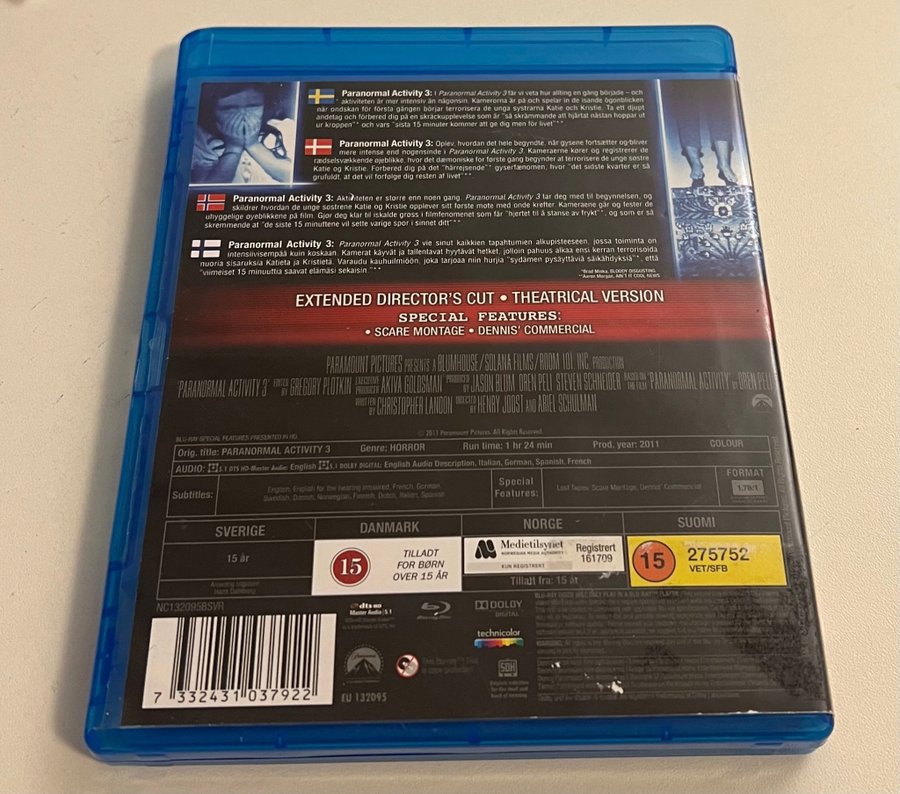 Paranormal Activity 3: I Paranormal Activity 3 får vi veta hur allting en gång började – och
aktiviteten är mer intensiv än någonsin. Kamerorna är på och spelar in de isande ögonblicken
när ondskan för första gången börjar terrorisera de unga systrarna Katie och Kristie. Ta ett djupt
andetag och förbered dig på en skräckupplevelse som är "så skrämmande att hjärtat nästan hoppar ut
ur kroppen"* och vars "sista 15 minuter kommer att ge dig men för livet"**
Paranormal Activity 3: Oplev, hvordan det hele begyndte, når gysene fortsætter og bliver
mere intense end nogensinde i Paranormal Activity 3. Kameraerne kører og registrerer de
rædselsvækkende øjeblikke, hvor det dæmoniske for første gang begynder at terrorisere de unge søstre
Katie og Kristie. Forbered dig på det "hårrejsende"* gyserfænomen, hvor "det sidste kvarter er så
grufuldt, at det vil forfølge dig resten af livet"**
Paranormal Activity 3: Aktiviteten er større enn noen gang. Paranormal Activity 3 tar deg med til begynnelsen, og
skildrer hvordan de unge søstrene Katie og Kristie opplever sitt første møte med onde krefter. Kameraene går og fester de
uhyggelige øyeblikkene på film. Gjør deg klar til iskalde grøss i filmfenomenet som får "hjertet til å stanse av frykt"*, og som er så
skremmende at "de siste 15 minuttene vil sette varige spor i sinnet ditt"**
Paranormal Activity 3: Paranormal Activity 3 vie sinut kaikkien tapahtumien alkupisteeseen, jossa toiminta on
intensiivisempää kuin koskaan. Kamerat käyvät ja tallentavat hyytävät hetket, jolloin pahuus alkaa ensi kerran terrorisoida
nuoria sisaruksia Katieta ja Kristietä. Varaudu kauhuilmiöön, joka tarjoaa niin hurjia "sydämen pysäyttäviä säikähdyksiä"*, että
"viimeiset 15 minuuttia saavat elämäsi sekaisin."**
*Brad Miska, BLOODY DISGUSTING
**Aaron Morgan, AIN'T IT COOL NEWS
EXTENDED DIRECTOR'S CUT • THEATRICAL VERSION
SPECIAL FEATURES:
• SCARE MONTAGE • DENNIS' COMMERCIAL
PARAMOUNT PICTURES PRESENTS A BLUMHOUSE/SOLANA FILMS/ROOM 101, INC. PRODUCTION
"PARANORMAL ACTIVITY 3" EDITED BY GREGORY PLOTKIN EXECUTIVE PRODUCER AKIVA GOLDSMAN PRODUCED BY JASON BLUM OREN PELI STEVEN SCHNEIDER BASED ON THE FILM "PARANORMAL ACTIVITY" BY OREN PELI
WRITTEN BY CHRISTOPHER LANDON DIRECTED BY HENRY JOOST AND ARIEL SCHULMAN
© 2011 Paramount Pictures. All Rights Reserved.
BLU-RAY SPECIAL FEATURES PRESENTED IN HD
Orig. title: PARANORMAL ACTIVITY 3 Genre: HORROR Run time: 1 hr 24 min Prod. year: 2011 COLOUR
AUDIO: 5.1 DTS HD-Master Audio: English 5.1 DOLBY DIGITAL: English Audio Description, Italian, German, Spanish, French
Subtitles: English, English for the hearing impaired, French, German,
Swedish, Danish, Norwegian, Finnish, Dutch, Italian, Spanish
Special
Features:
Lost Tapes: Scare Montage, Dennis' Commercial
FORMAT
1.78:1
SVERIGE DANMARK NORGE SUOMI
15 år
Hans Dahlberg
15
TILLADT
FOR BØRN
OVER 15 ÅR
Medietilsynet
NORWEGIAN MEDIA AUTHORITY
KUN REGISTRERT
Registrert
161709
Tillatt fra: 15 år
15
275752
VET/SFB
NC132095BSVR
7 332431 037922
dts HD
Master Audio | 5.1
DOLBY
DIGITAL
technicolor
SDH
EU 132095